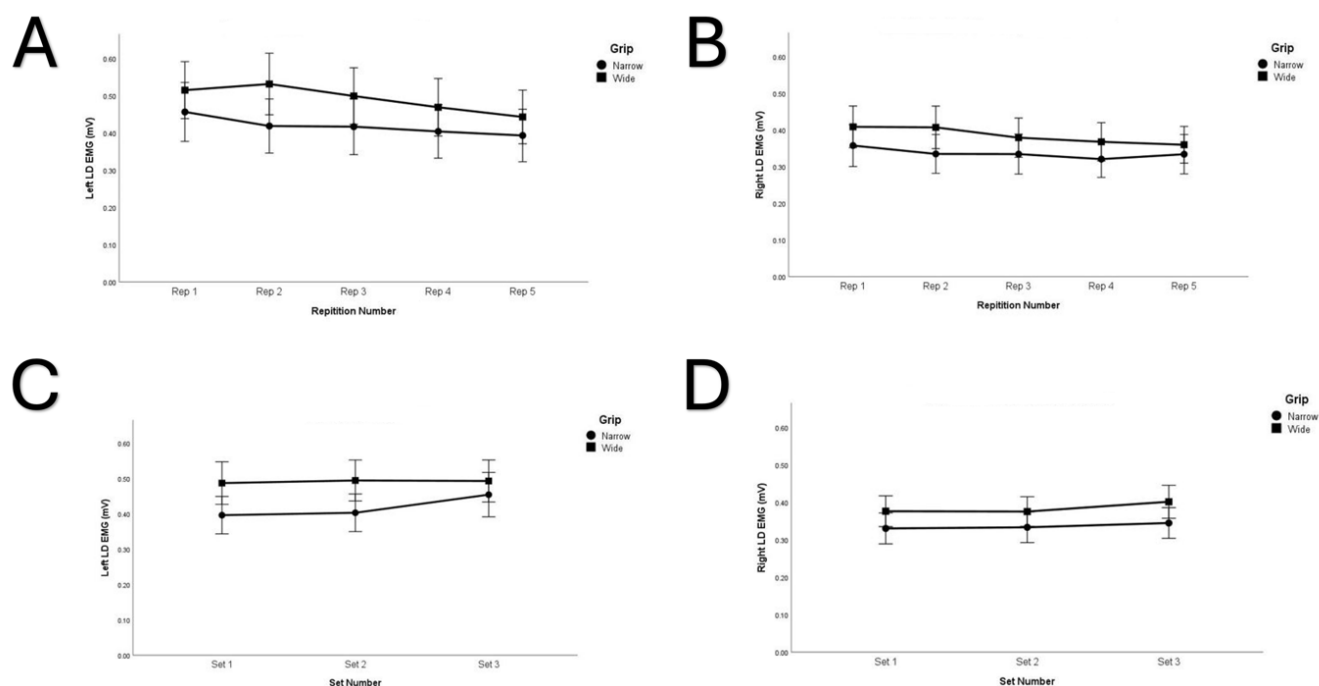 A
Grip
Narrow
Wide
Left LD EMG (mV)
0.60
0.50
0.40
0.30
0.20
0.10
0.00
Rep 1 Rep 2 Rep 3 Rep 4 Rep 5
Repitition Number
B
Grip
Narrow
Wide
Right LD EMG (mV)
0.60
0.50
0.40
0.30
0.20
0.10
0.00
Rep 1 Rep 2 Rep 3 Rep 4 Rep 5
Repitition Number
C
Grip
Narrow
Wide
Left LD EMG (mV)
0.60
0.50
0.40
0.30
0.20
0.10
0.00
Set 1 Set 2 Set 3
Set Number
D
Grip
Narrow
Wide
Right LD EMG (mV)
0.60
0.50
0.40
0.30
0.20
0.10
0.00
Set 1 Set 2 Set 3
Set Number